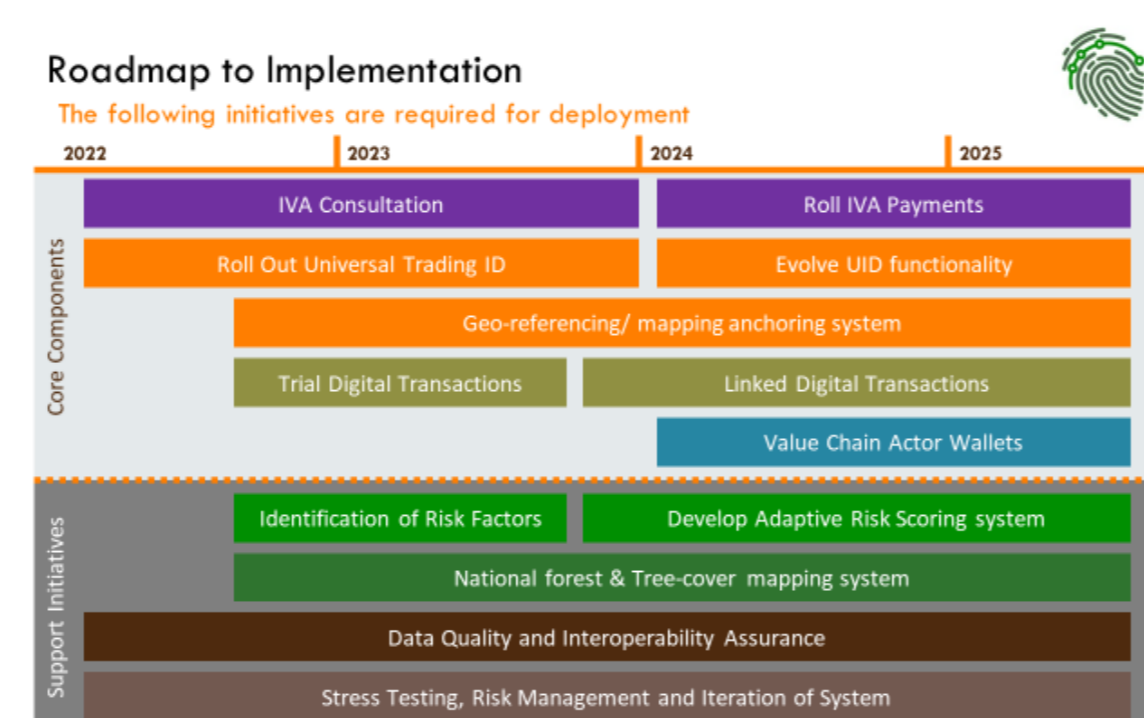 Roadmap to Implementation
The following initiatives are required for deployment
2022 2023 2024 2025
Core Components
IVA Consultation
Roll IVA Payments
Roll Out Universal Trading ID
Evolve UID functionality
Geo-referencing/ mapping anchoring system
Trial Digital Transactions
Linked Digital Transactions
Value Chain Actor Wallets
Support Initiatives
Identification of Risk Factors
Develop Adaptive Risk Scoring system
National forest & Tree-cover mapping system
Data Quality and Interoperability Assurance
Stress Testing, Risk Management and Iteration of System